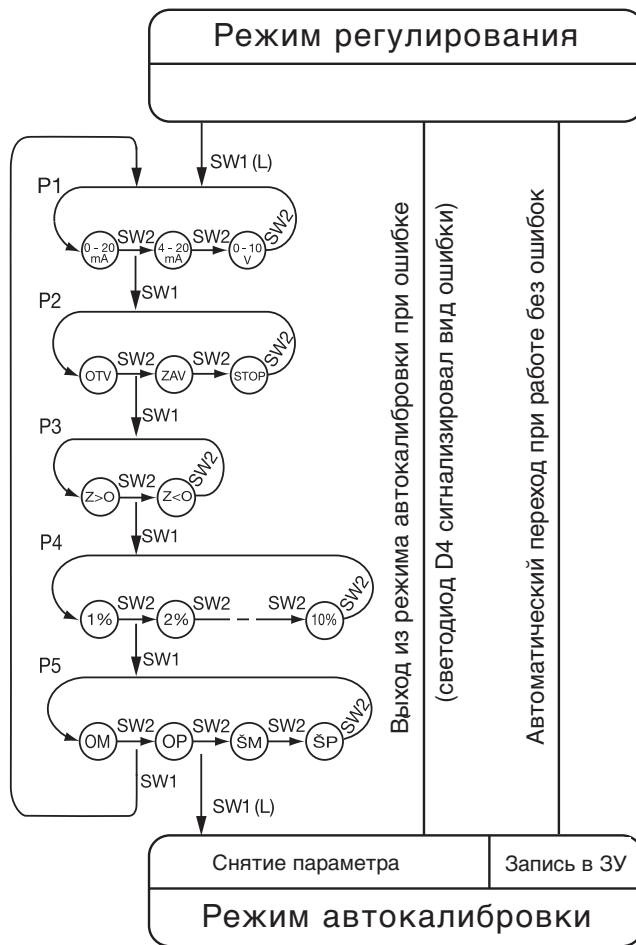 Режим регулирования
SW1 (L)
P1
0 - 20
mA
SW2
4 - 20
mA
SW2
0 - 10
V
SW2
SW1
P2
OTV
SW2
ZAV
SW2
STOP
SW2
SW1
P3
Z>O
SW2
Z<O
SW2
SW1
P4
1%
SW2
2%
SW2
SW2
10%
SW2
SW1
P5
OM
SW2
OP
SW2
ŠM
SW2
ŠP
SW2
SW1
SW1 (L)
Выход из режима автокалибровки при ошибке
(светодиод D4 сигнализировал вид ошибки)
Автоматический переход при работе без ошибок
Снятие параметра
Запись в ЗУ
Режим автокалибровки